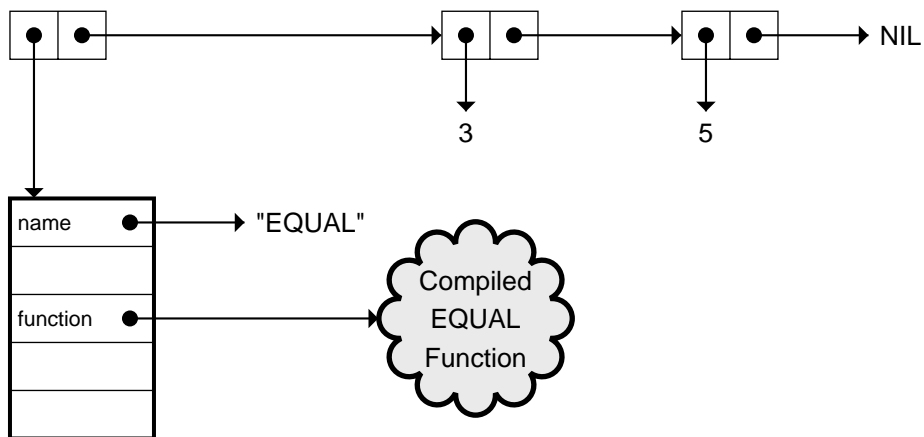 NIL
3
5
name
"EQUAL"
function
Compiled
EQUAL
Function